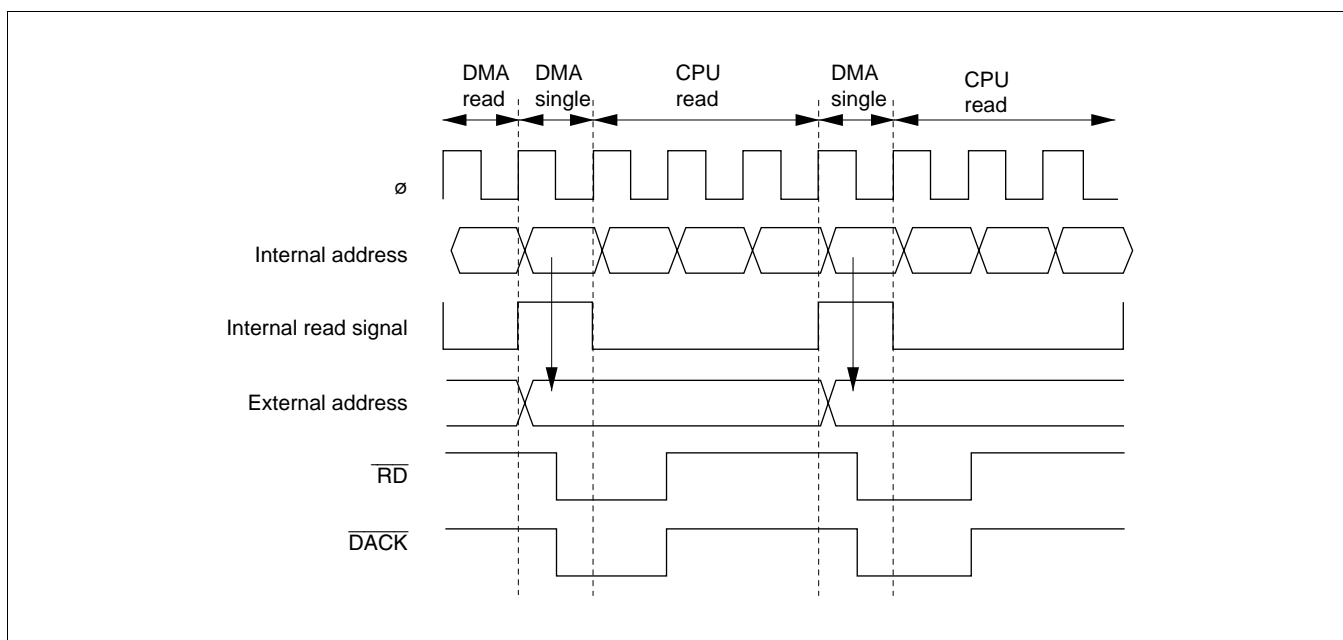 DMA read
DMA single
CPU read
DMA single
CPU read
ø
Internal address
Internal read signal
External address
RD
DACK